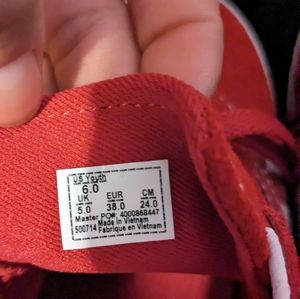 US Youth
6.0
UK EUR CM
5.0 38.0 24.0
Master PO#: 4000868447
Made in Vietnam
500714 Fabrique en Vietnam